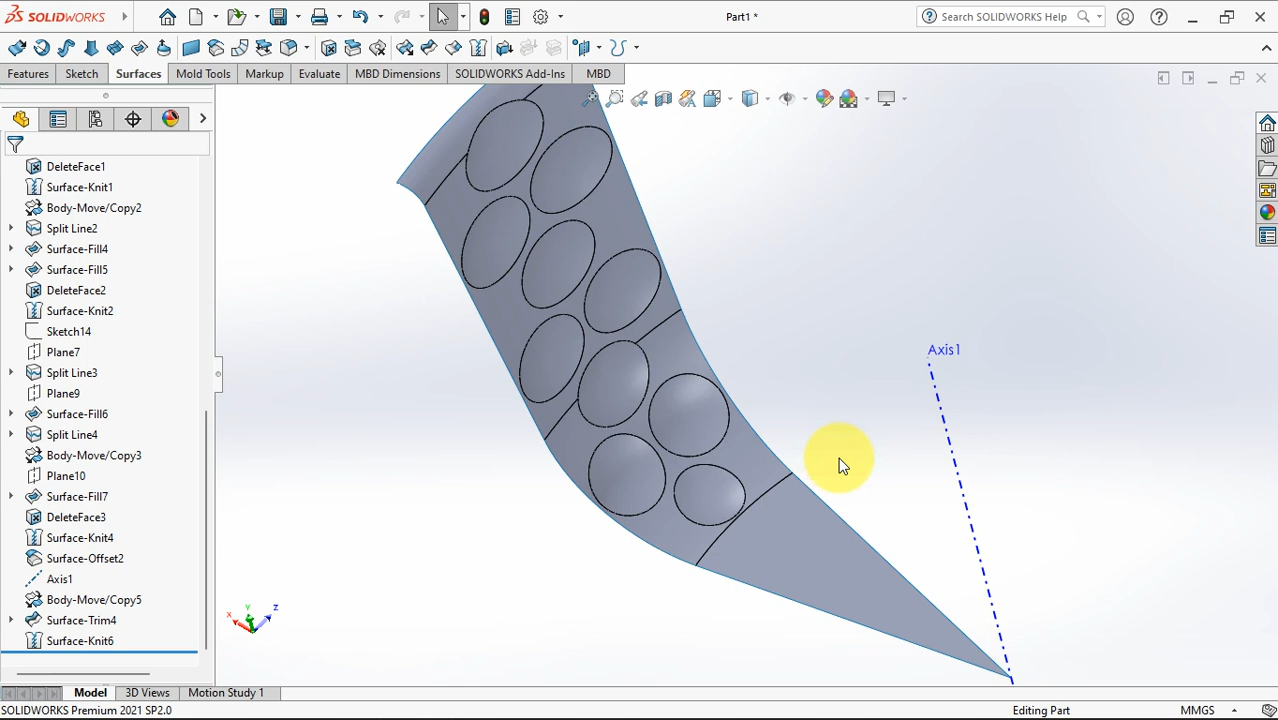 SOLIDWORKS
Part1 *
Search SOLIDWORKS Help
Features
Sketch
Surfaces
Mold Tools
Markup
Evaluate
MBD Dimensions
SOLIDWORKS Add-Ins
MBD
DeleteFace1
Surface-Knit1
Body-Move/Copy2
Split Line2
Surface-Fill4
Surface-Fill5
DeleteFace2
Surface-Knit2
Sketch14
Plane7
Split Line3
Plane9
Surface-Fill6
Split Line4
Body-Move/Copy3
Plane10
Surface-Fill7
DeleteFace3
Surface-Knit4
Surface-Offset2
Axis1
Body-Move/Copy5
Surface-Trim4
Surface-Knit6
Axis1
Y
X
Z
Model
3D Views
Motion Study 1
SOLIDWORKS Premium 2021 SP2.0
Editing Part
MMGS